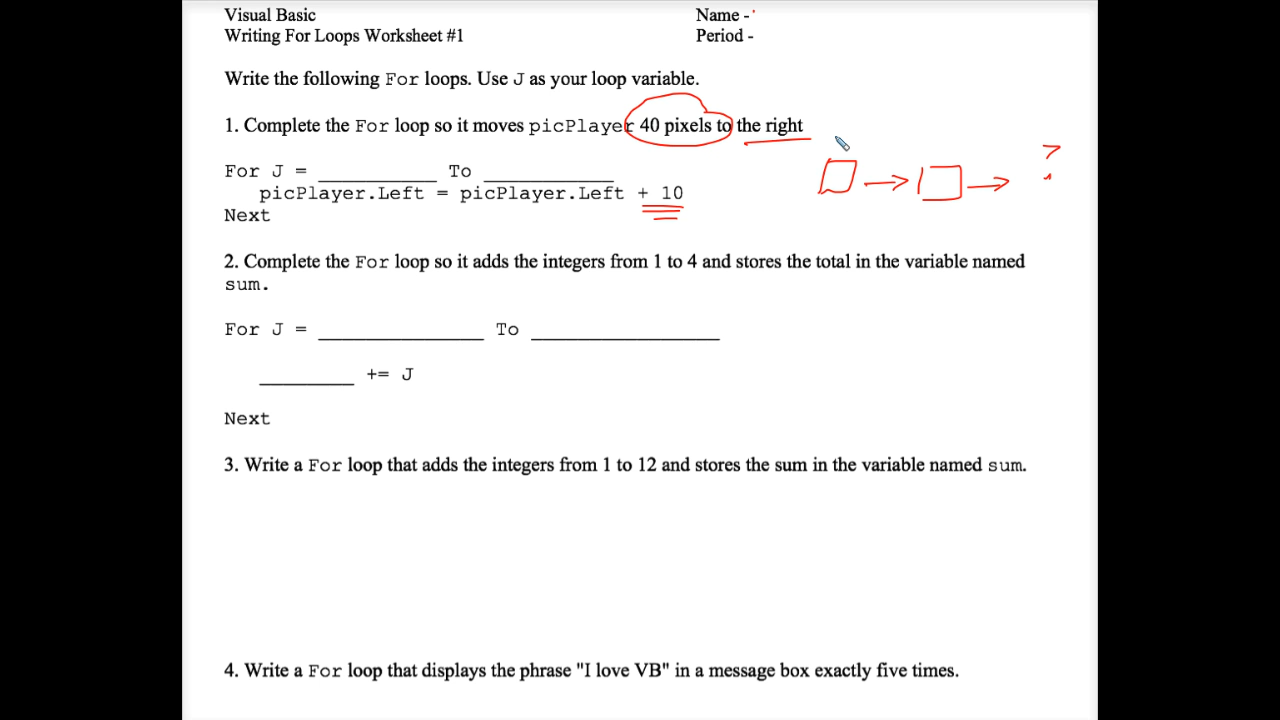 Visual Basic Name -
Writing For Loops Worksheet #1 Period -
Write the following For loops. Use J as your loop variable.
1. Complete the For loop so it moves picPlayer 40 pixels to the right
For J = __________ To ___________
picPlayer.Left = picPlayer.Left + 10
Next
?
2. Complete the For loop so it adds the integers from 1 to 4 and stores the total in the variable named
sum.
For J = ______________ To ________________
________ += J
Next
3. Write a For loop that adds the integers from 1 to 12 and stores the sum in the variable named sum.
4. Write a For loop that displays the phrase "I love VB" in a message box exactly five times.